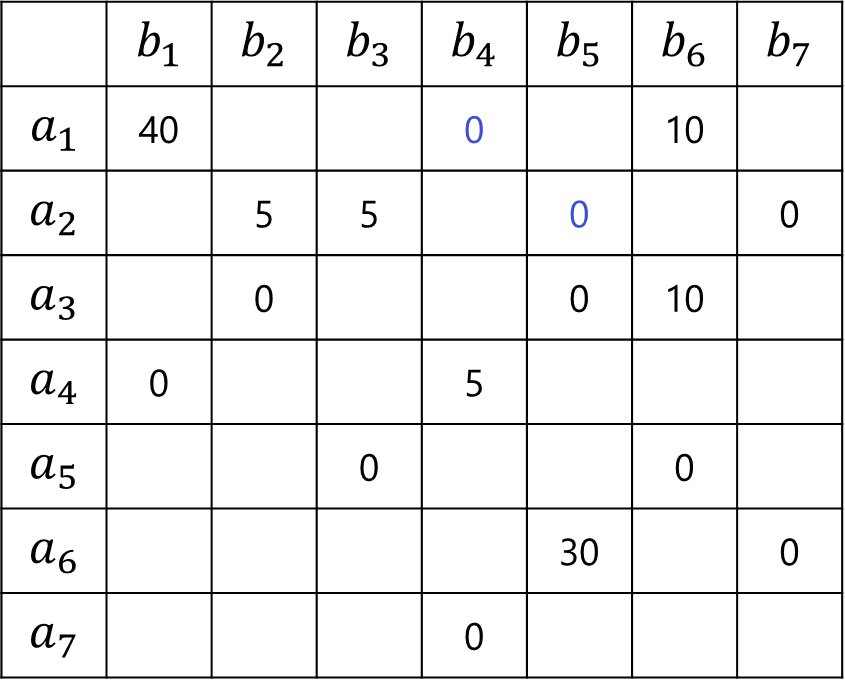 b₁ b₂ b₃ b₄ b₅ b₆ b₇
a₁ 40 0 10
a₂ 5 5 0 0
a₃ 0 0 10
a₄ 0 5
a₅ 0 0
a₆ 30 0
a₇ 0